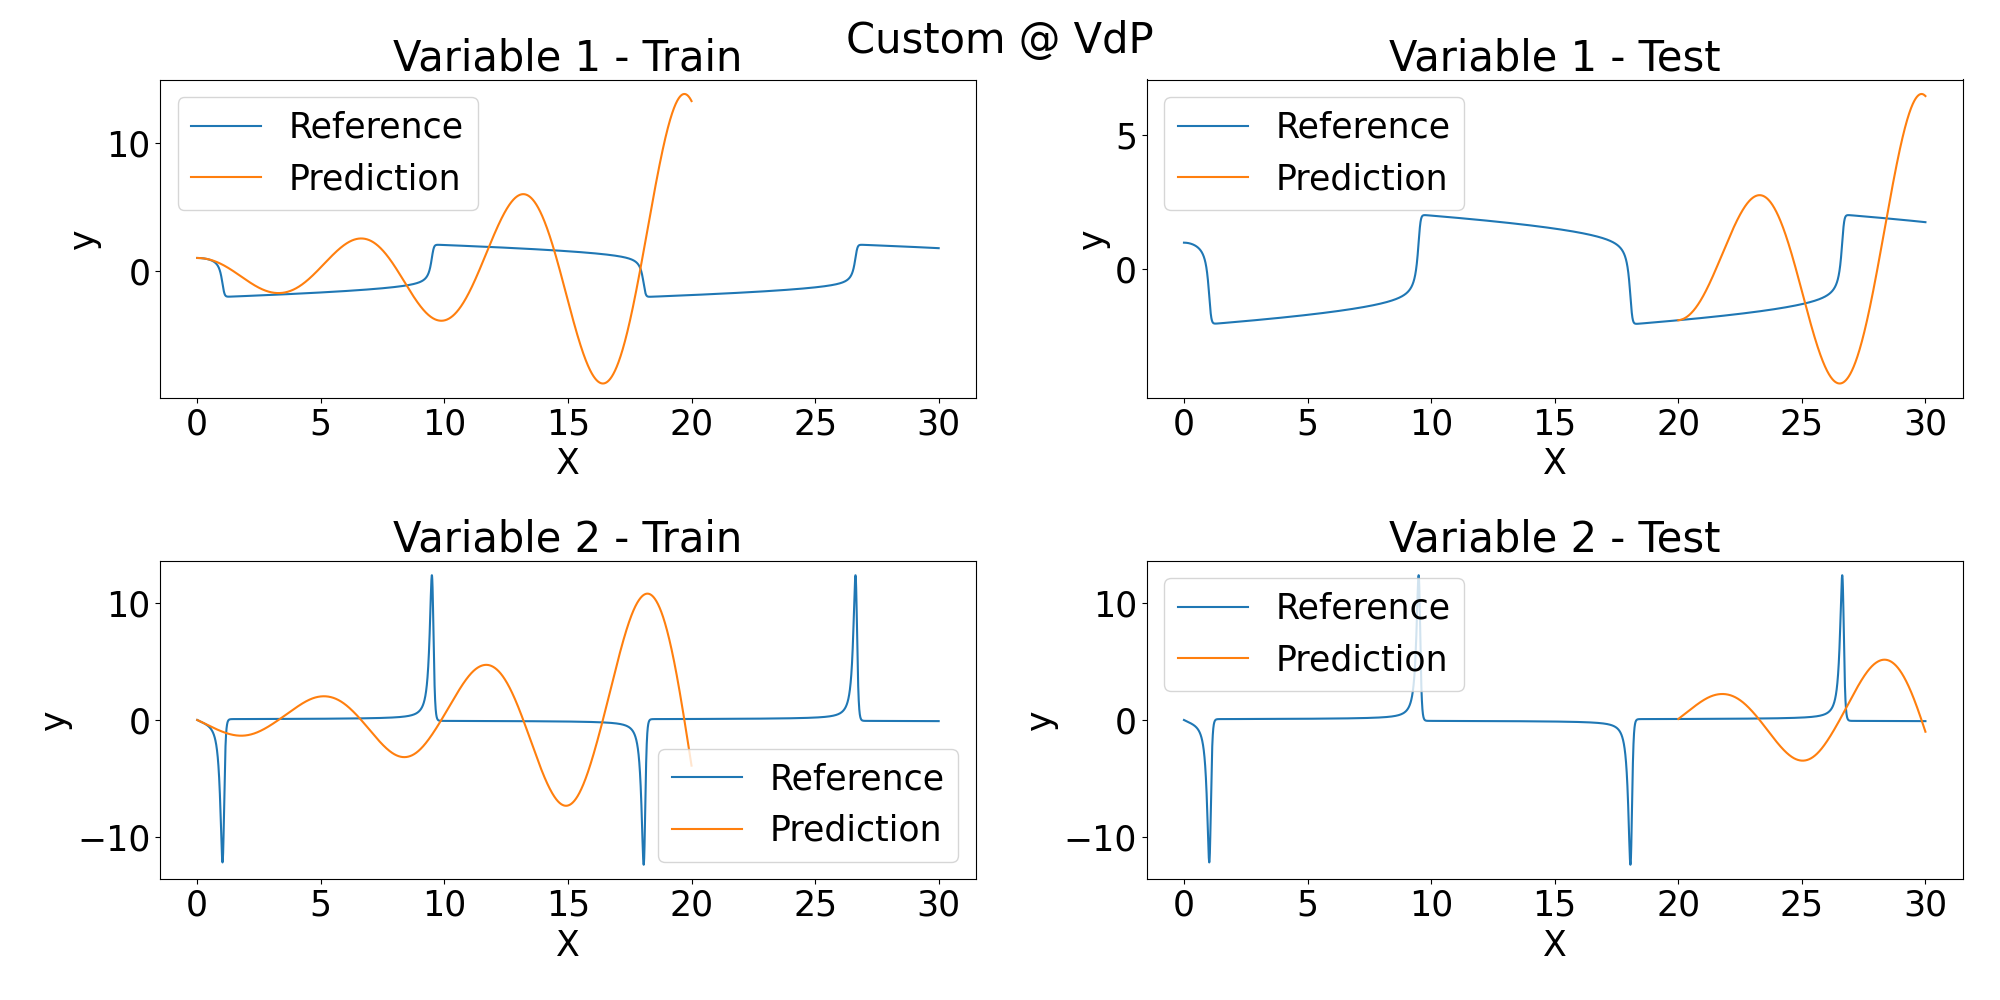 Custom @ VdP
Variable 1 - Train
Reference
Prediction
10
0
y
0 5 10 15 20 25 30
X
Variable 1 - Test
Reference
Prediction
5
0
y
0 5 10 15 20 25 30
X
Variable 2 - Train
10
0
−10
y
Reference
Prediction
0 5 10 15 20 25 30
X
Variable 2 - Test
Reference
Prediction
10
0
−10
y
0 5 10 15 20 25 30
X